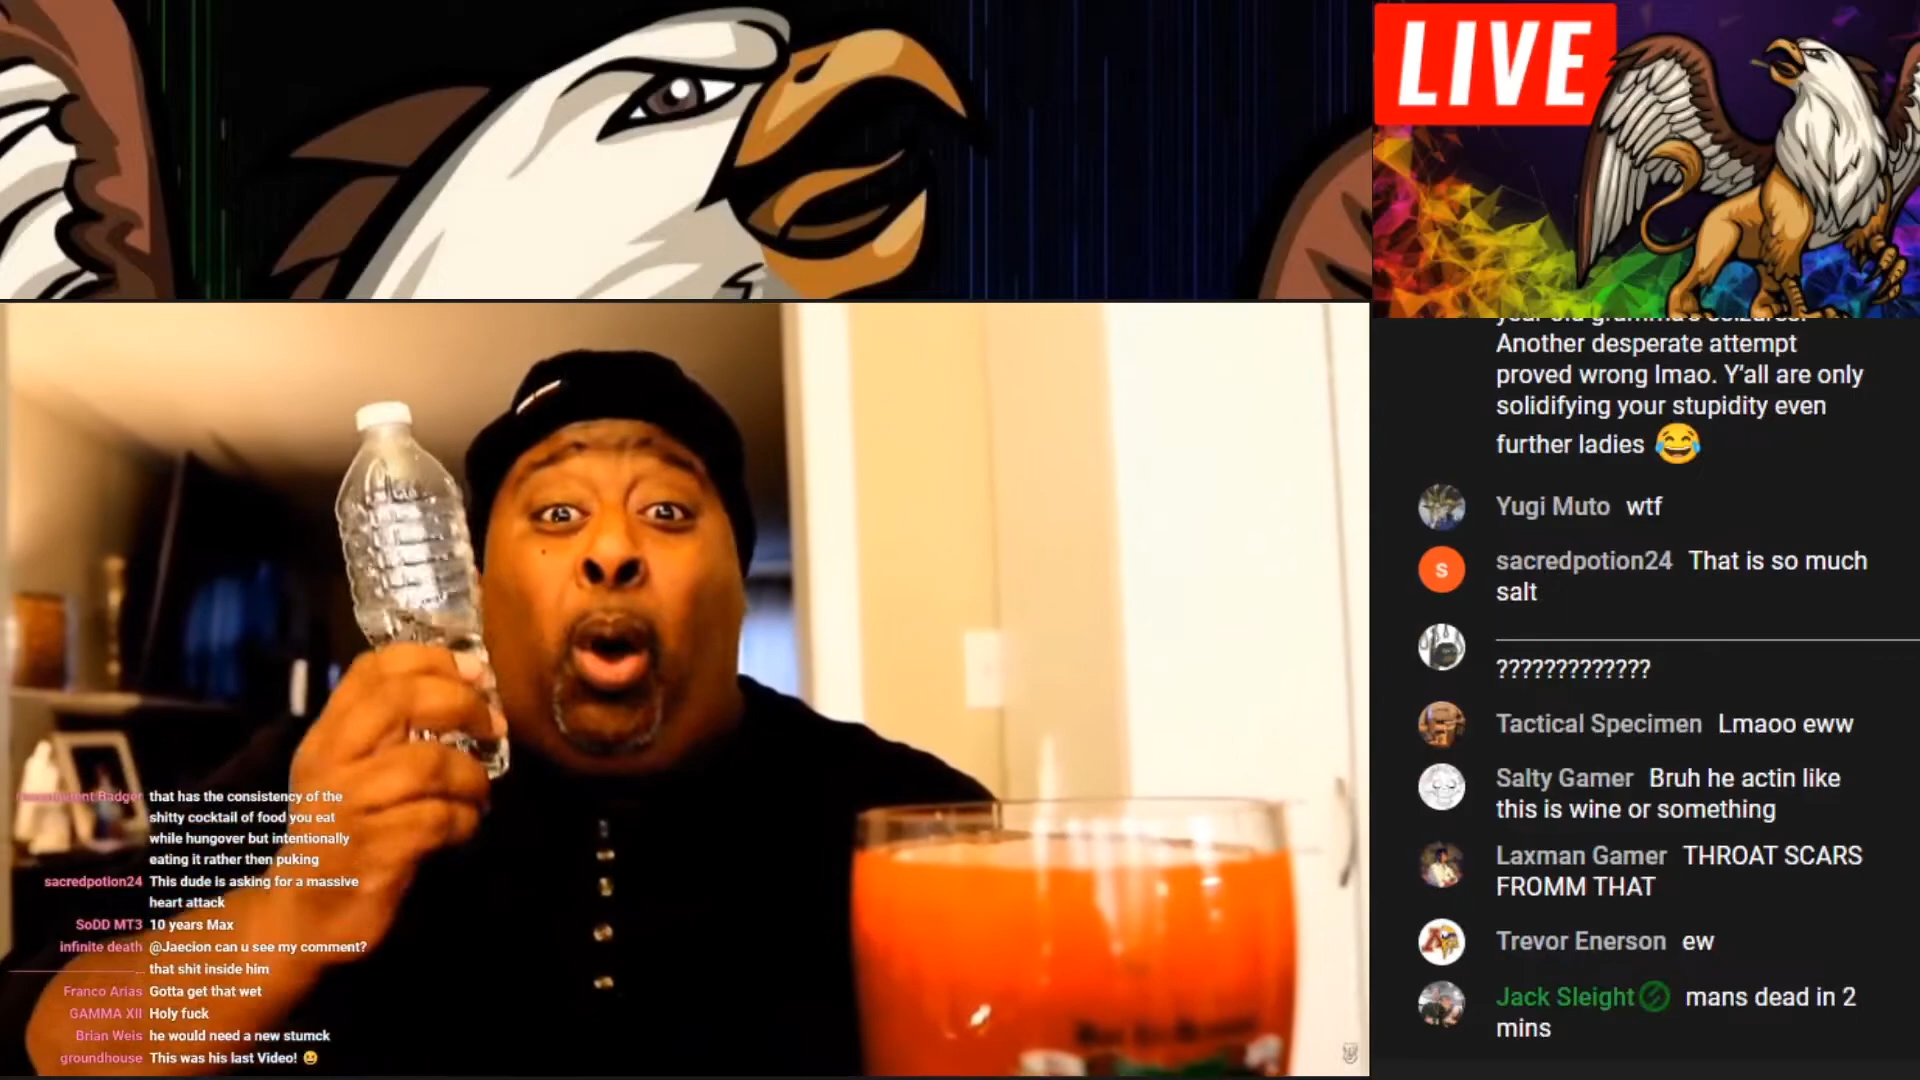 LIVE
Another desperate attempt
proved wrong lmao. Y'all are only
solidifying your stupidity even
further ladies 😂
Yugi Muto wtf
sacredpotion24 That is so much
salt
?????????????
Tactical Specimen Lmaoo eww
Salty Gamer Bruh he actin like
this is wine or something
Laxman Gamer THROAT SCARS
FROMM THAT
Trevor Enerson ew
Jack Sleight mans dead in 2
mins
Badger that has the consistency of the
shitty cocktail of food you eat
while hungover but intentionally
eating it rather then puking
sacredpotion24 This dude is asking for a massive
heart attack
SoDD MT3 10 years Max
infinite death @Jaecion can u see my comment?
that shit inside him
Franco Arias Gotta get that wet
GAMMA XII Holy fuck
Brian Weis he would need a new stumck
groundhouse This was his last Video! 😆